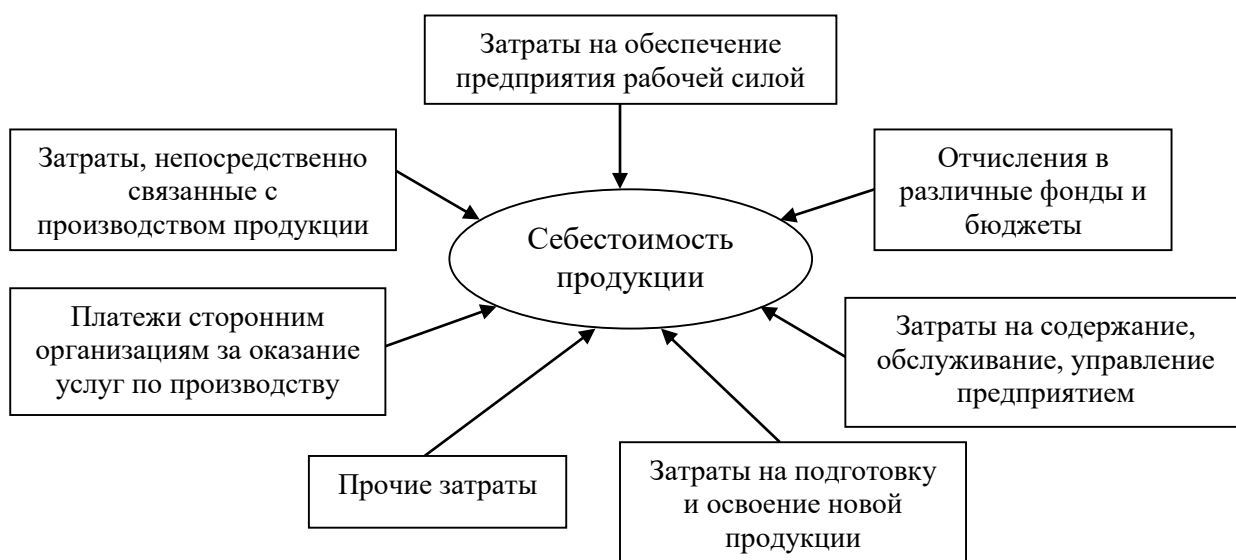 Затраты на обеспечение
предприятия рабочей силой
Затраты, непосредственно
связанные с
производством продукции
Отчисления в
различные фонды и
бюджеты
Себестоимость
продукции
Платежи сторонним
организациям за оказание
услуг по производству
Затраты на содержание,
обслуживание, управление
предприятием
Прочие затраты
Затраты на подготовку
и освоение новой
продукции